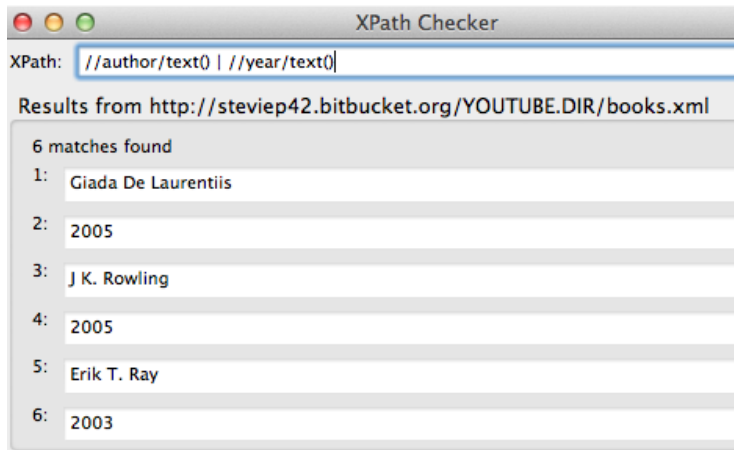 XPath Checker
XPath: //author/text() | //year/text()
Results from http://steviep42.bitbucket.org/YOUTUBE.DIR/books.xml
6 matches found
1: Giada De Laurentiis
2: 2005
3: J K. Rowling
4: 2005
5: Erik T. Ray
6: 2003